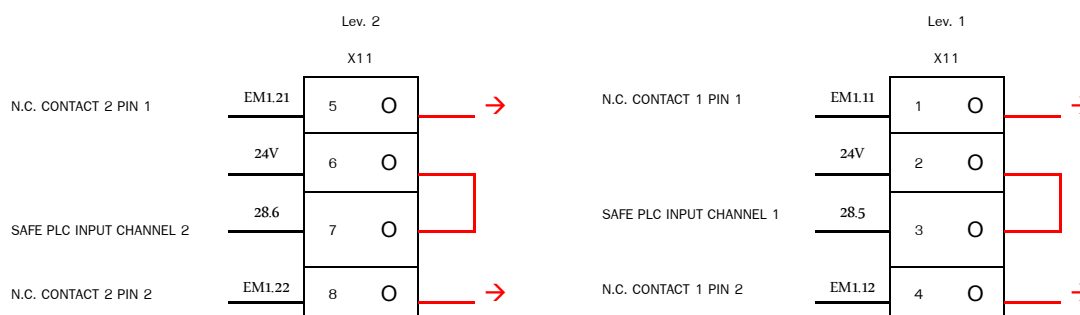 Lev. 2
X11
N.C. CONTACT 2 PIN 1 EM1.21 5 O →
24V 6 O
SAFE PLC INPUT CHANNEL 2 28.6 7 O
N.C. CONTACT 2 PIN 2 EM1.22 8 O →
Lev. 1
X11
N.C. CONTACT 1 PIN 1 EM1.11 1 O →
24V 2 O
SAFE PLC INPUT CHANNEL 1 28.5 3 O
N.C. CONTACT 1 PIN 2 EM1.12 4 O →